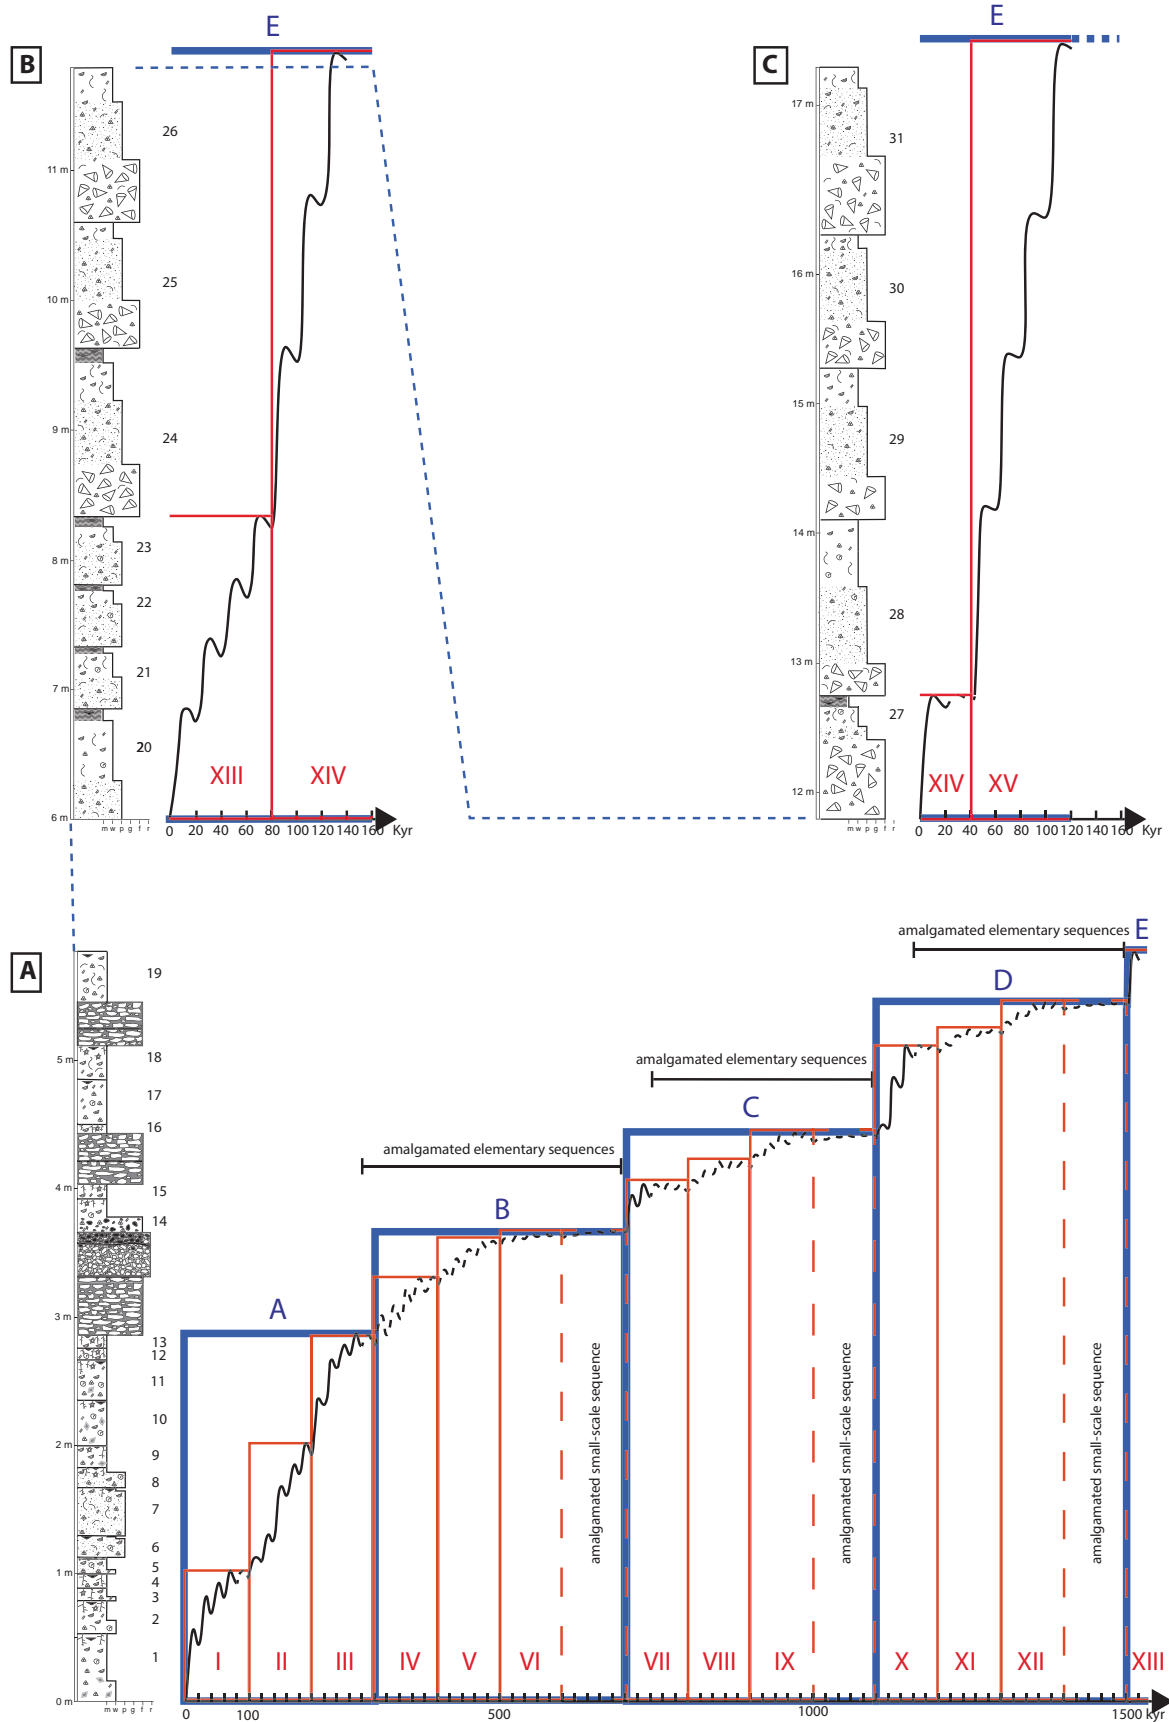 E
B
26
11 m
25
10 m
24
9 m
23
8 m
22
21
7 m
20
XIII
XIV
6 m
m w p g f r
0 20 40 60 80 100 120 140 160 Kyr
E
C
17 m
31
16 m
30
15 m
29
14 m
28
13 m
27
12 m
XIV
XV
m w p g f r
0 20 40 60 80 100 120 140 160 Kyr
A
amalgamated elementary sequences
E
D
19
5 m
18
amalgamated elementary sequences
17
C
16
amalgamated elementary sequences
4 m
15
B
14
3 m
A
13
12
11
10
2 m
9
8
7
6
5
1 m
4
3
2
1
amalgamated small-scale sequence
amalgamated small-scale sequence
amalgamated small-scale sequence
I II III IV V VI VII VIII IX X XI XII XIII
0 m
m w p g f r
0 100 500 1000 1500 kyr